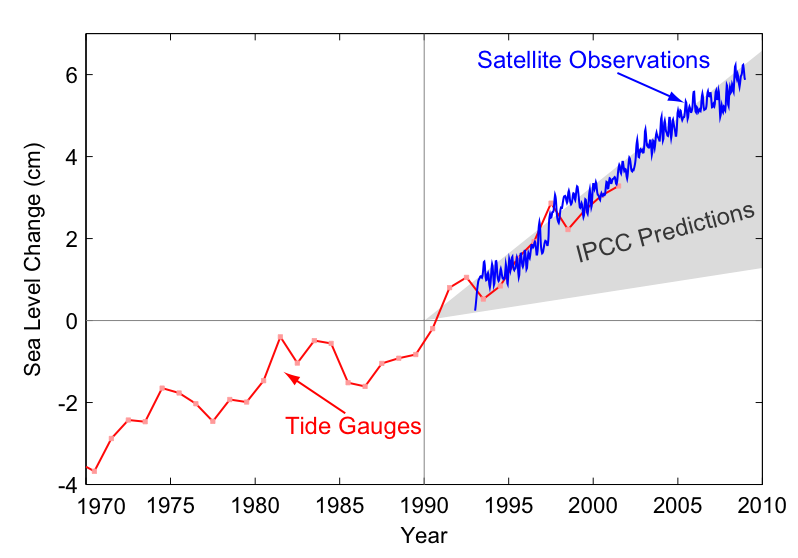 Satellite Observations
6
4
2
0
-2
-4
Sea Level Change (cm)
IPCC Predictions
Tide Gauges
1970 1975 1980 1985 1990 1995 2000 2005 2010
Year